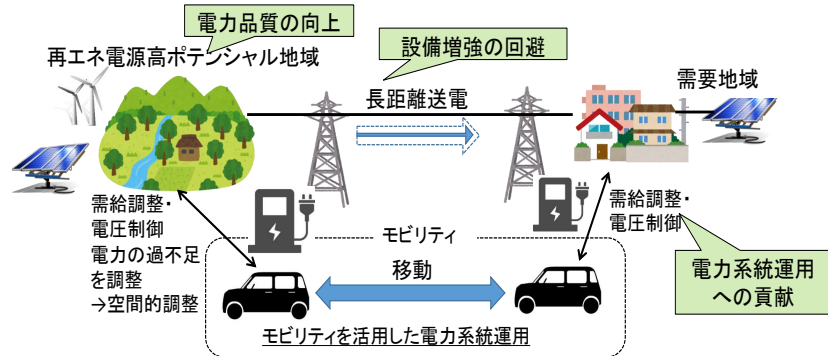 電力品質の向上
再エネ電源高ポテンシャル地域
設備増強の回避
長距離送電
需要地域
需給調整・
電圧制御
電力の過不足
を調整
→空間的調整
需給調整・
電圧制御
モビリティ
移動
電力系統運用
への貢献
モビリティを活用した電力系統運用